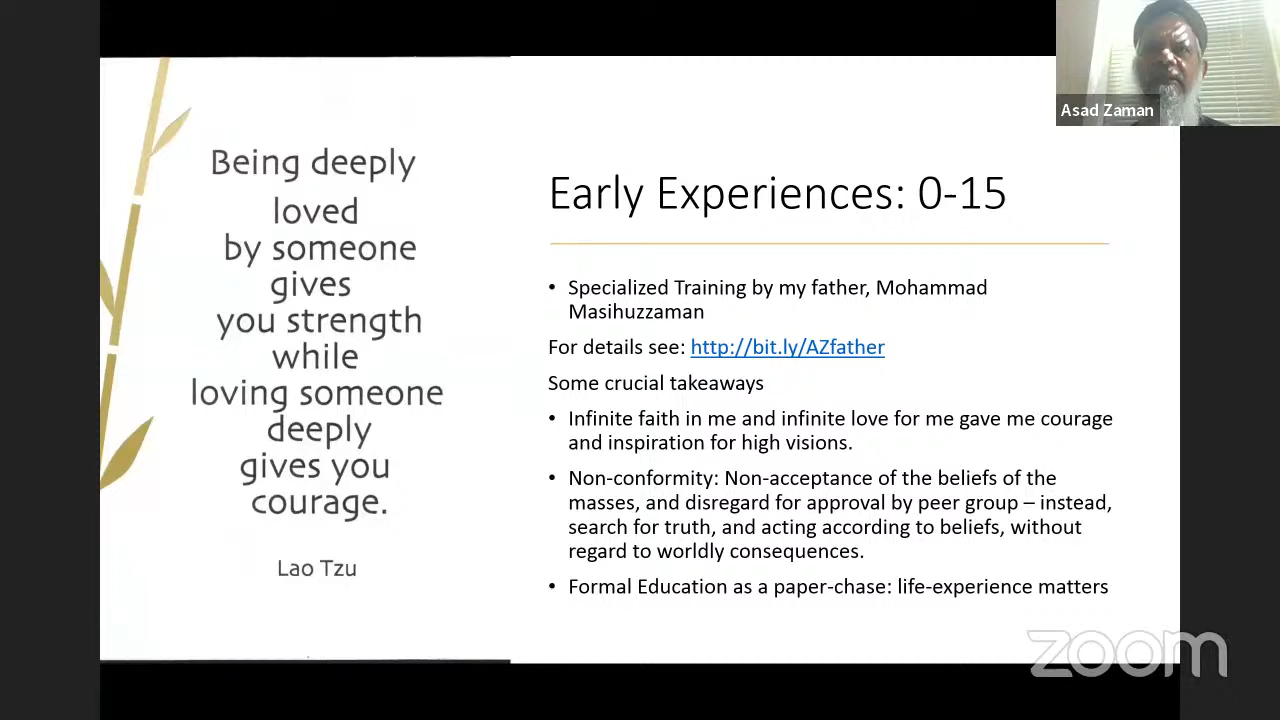 Being deeply
loved
by someone
gives
you strength
while
loving someone
deeply
gives you
courage.
Lao Tzu
Early Experiences: 0-15
• Specialized Training by my father, Mohammad
Masihuzzaman
For details see: http://bit.ly/AZfather
Some crucial takeaways
• Infinite faith in me and infinite love for me gave me courage
and inspiration for high visions.
• Non-conformity: Non-acceptance of the beliefs of the
masses, and disregard for approval by peer group – instead,
search for truth, and acting according to beliefs, without
regard to worldly consequences.
• Formal Education as a paper-chase: life-experience matters
Asad Zaman
zoom